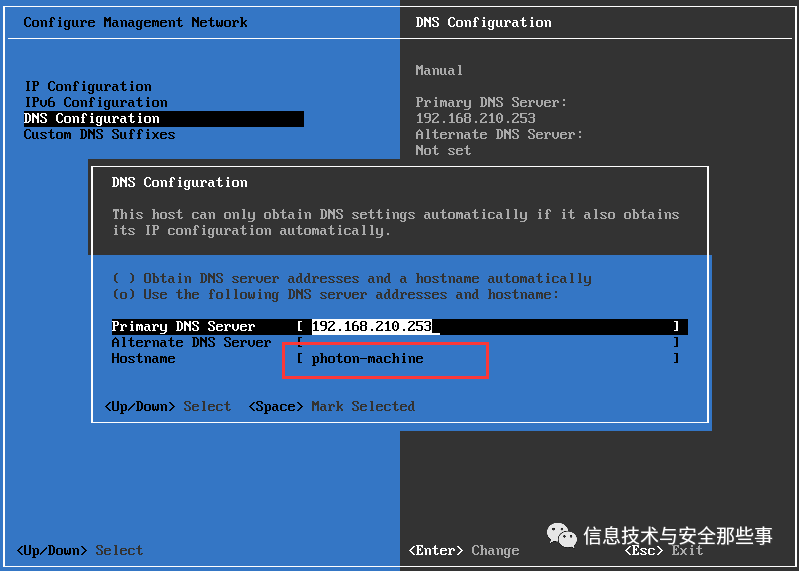 Configure Management Network
DNS Configuration
IP Configuration
IPv6 Configuration
DNS Configuration
Custom DNS Suffixes
Manual
Primary DNS Server:
192.168.210.253
Alternate DNS Server:
Not set
DNS Configuration
This host can only obtain DNS settings automatically if it also obtains
its IP configuration automatically.
( ) Obtain DNS server addresses and a hostname automatically
(o) Use the following DNS server addresses and hostname:
Primary DNS Server [ 192.168.210.253_ ]
Alternate DNS Server [ ]
Hostname [ photon-machine ]
<Up/Down> Select <Space> Mark Selected
信息技术与安全那些事
<Up/Down> Select <Enter> Change <Esc> Exit